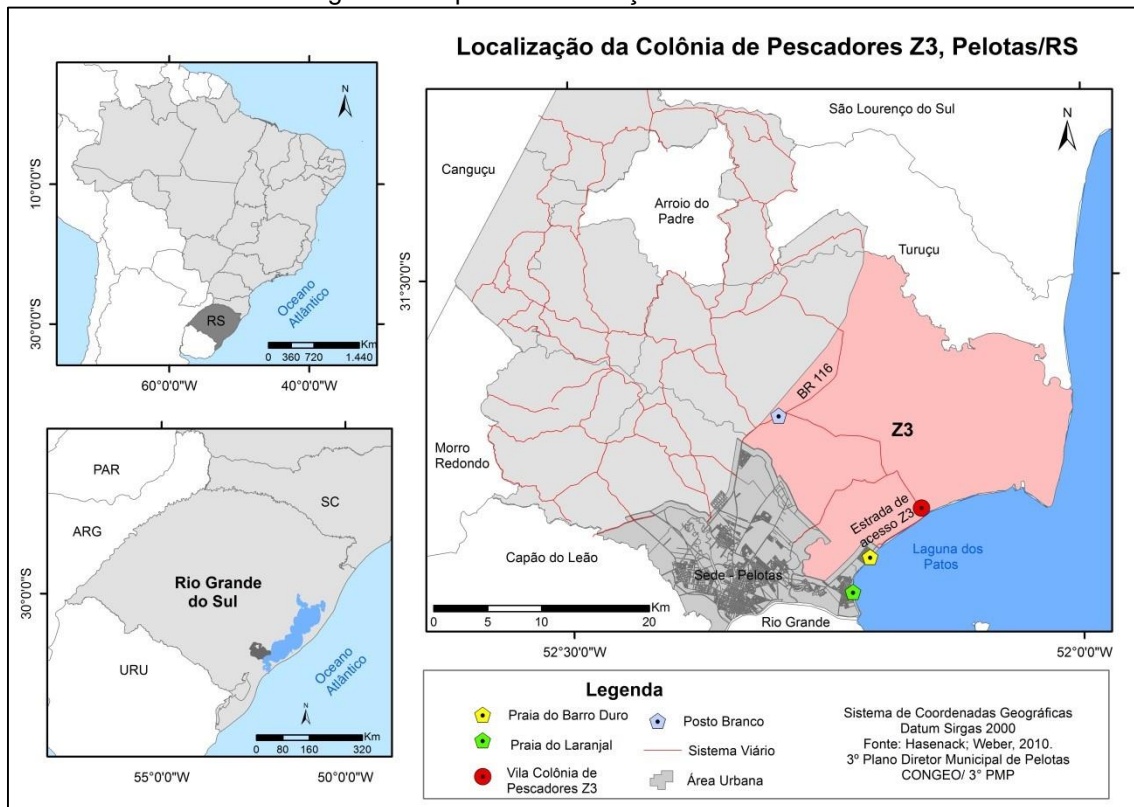 Localização da Colônia de Pescadores Z3, Pelotas/RS
N
10°0'0"S
30°0'0"S
RS
Oceano
Atlântico
Km
0 360 720 1.440
60°0'0"W
40°0'0"W
PAR
ARG
SC
Rio Grande
do Sul
30°0'0"S
URU
Oceano
Atlântico
N
Km
0 80 160 320
55°0'0"W
50°0'0"W
São Lourenço do Sul
N
Canguçu
Arroio do
Padre
Turuçu
31°30'0"S
BR 116
Z3
Morro
Redondo
Estrada de
acesso Z3
Laguna dos
Patos
Capão do Leão
Sede - Pelotas
Rio Grande
Km
0 5 10 20
52°30'0"W
52°0'0"W
Legenda
Praia do Barro Duro
Praia do Laranjal
Vila Colônia de
Pescadores Z3
Posto Branco
Sistema Viário
Área Urbana
Sistema de Coordenadas Geográficas
Datum Sirgas 2000
Fonte: Hasenack; Weber, 2010.
3º Plano Diretor Municipal de Pelotas
CONGEO/ 3° PMP